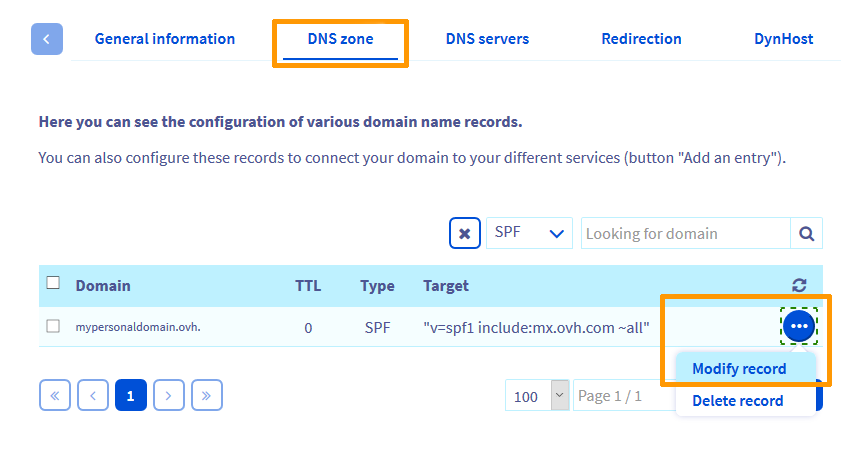 General information DNS zone DNS servers Redirection DynHost
Here you can see the configuration of various domain name records.
You can also configure these records to connect your domain to your different services (button "Add an entry").
SPF Looking for domain
Domain TTL Type Target
mypersonaldomain.ovh. 0 SPF "v=spf1 include:mx.ovh.com ~all"
Modify record
« ‹ 1 › » 100 Page 1 / 1
Delete record